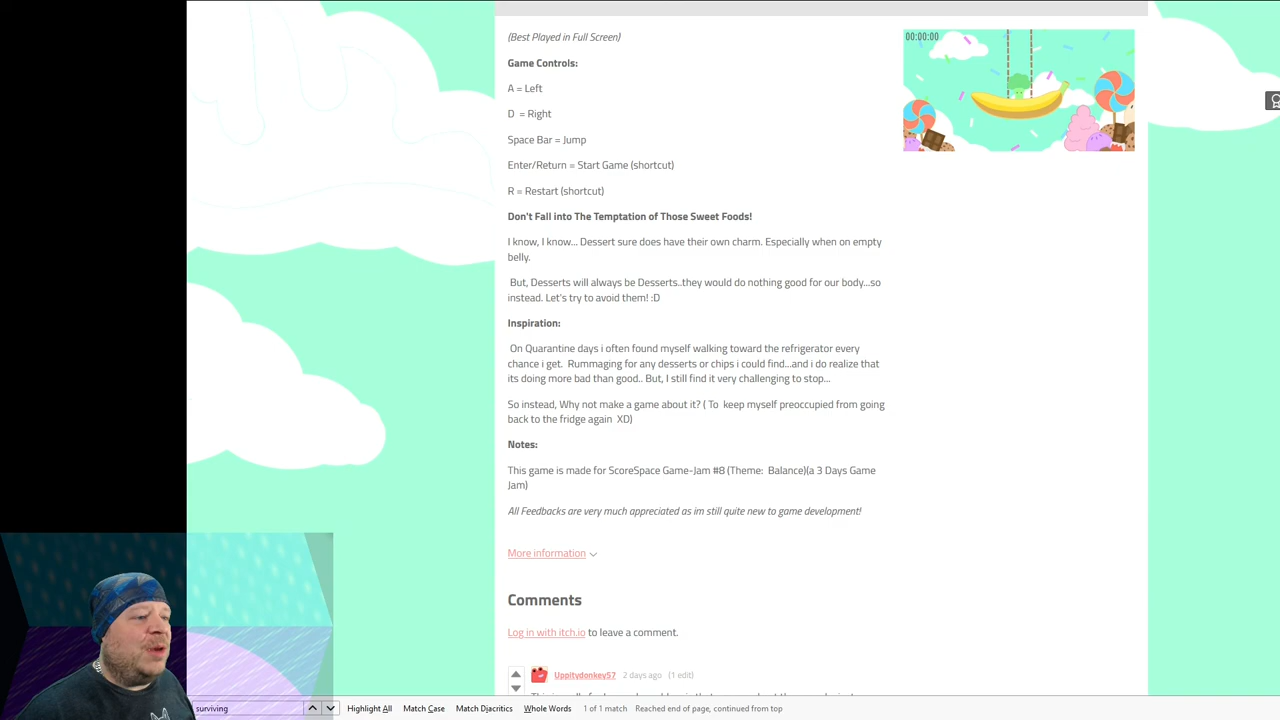 (Best Played in Full Screen)
00:00:00
Game Controls:
A = Left
D  = Right
Space Bar = Jump
Enter/Return = Start Game (shortcut)
R = Restart (shortcut)
Don't Fall into The Temptation of Those Sweet Foods!
I know, I know... Dessert sure does have their own charm. Especially when on empty
belly.
But, Desserts will always be Desserts..they would do nothing good for our body...so
instead. Let's try to avoid them! :D
Inspiration:
On Quarantine days i often found myself walking toward the refrigerator every
chance i get.  Rummaging for any desserts or chips i could find...and i do realize that
its doing more bad than good.. But, I still find it very challenging to stop...
So instead, Why not make a game about it? ( To  keep myself preoccupied from going
back to the fridge again  XD)
Notes:
This game is made for ScoreSpace Game-Jam #8 (Theme:  Balance)(a 3 Days Game
Jam)
All Feedbacks are very much appreciated as im still quite new to game development!
More information
Comments
Log in with itch.io to leave a comment.
Uppitydonkey57 2 days ago (1 edit)
surviving Highlight All Match Case Match Diacritics Whole Words 1 of 1 match Reached end of page, continued from top